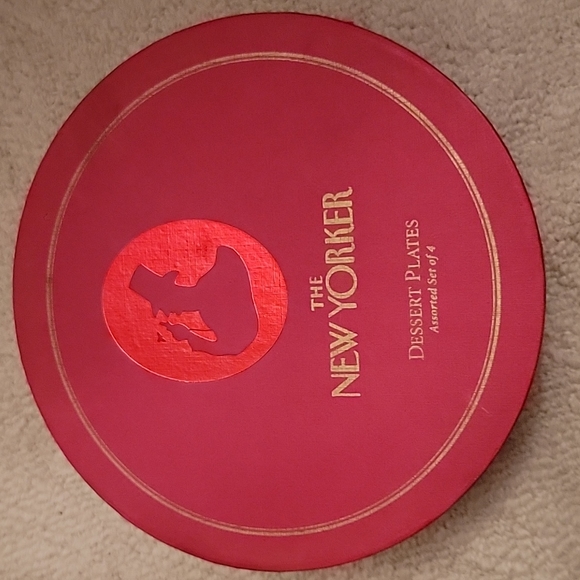 THE
NEW YORKER
DESSERT PLATES
Assorted Set of 4